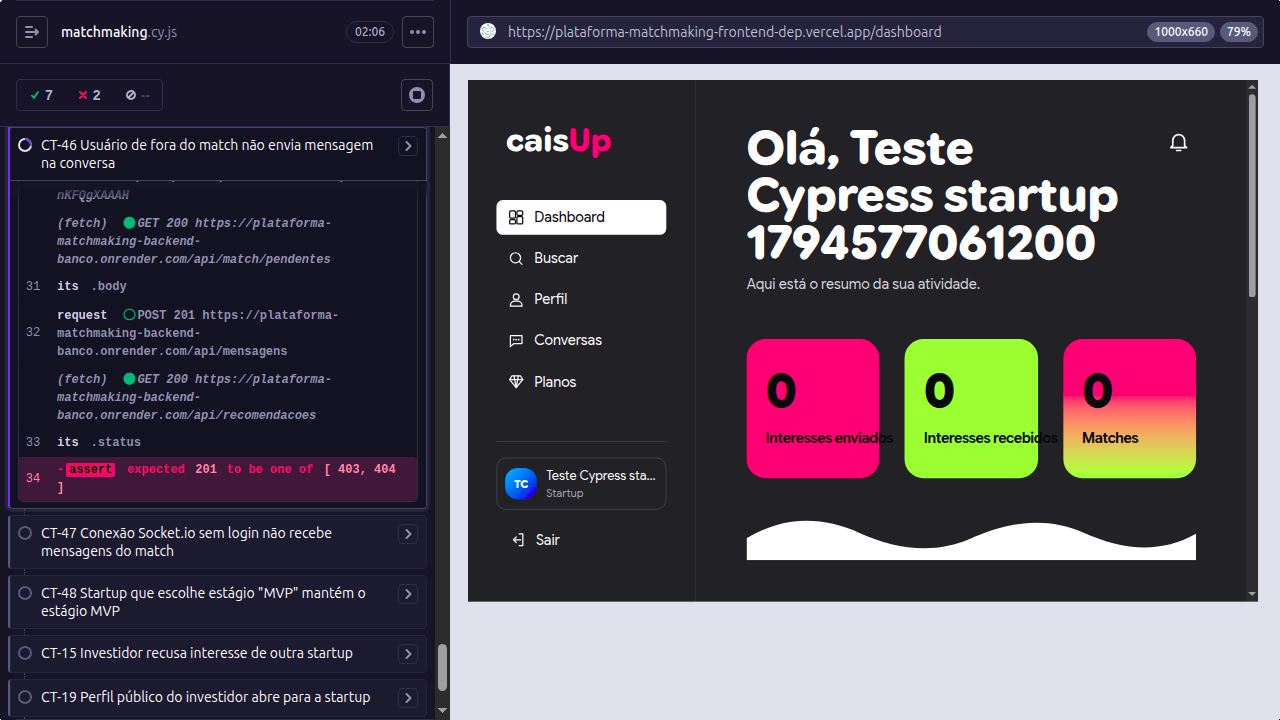 matchmaking.cy.js
02:06
https://plataforma-matchmaking-frontend-dep.vercel.app/dashboard
1000x660
79%
7
2
--
CT-46 Usuário de fora do match não envia mensagem
na conversa
nKFQgXAAAH
(fetch) GET 200 https://plataforma-
matchmaking-backend-
banco.onrender.com/api/match/pendentes
31 its .body
request POST 201 https://plataforma-
32 matchmaking-backend-
banco.onrender.com/api/mensagens
(fetch) GET 200 https://plataforma-
matchmaking-backend-
banco.onrender.com/api/recomendacoes
33 its .status
34 -assert expected 201 to be one of [ 403, 404
]
CT-47 Conexão Socket.io sem login não recebe
mensagens do match
CT-48 Startup que escolhe estágio "MVP" mantém o
estágio MVP
CT-15 Investidor recusa interesse de outra startup
CT-19 Perfil público do investidor abre para a startup
caisUp
Dashboard
Buscar
Perfil
Conversas
Planos
TC
Teste Cypress sta...
Startup
Sair
Olá, Teste
Cypress startup
1794577061200
Aqui está o resumo da sua atividade.
0
Interesses enviados
0
Interesses recebidos
0
Matches